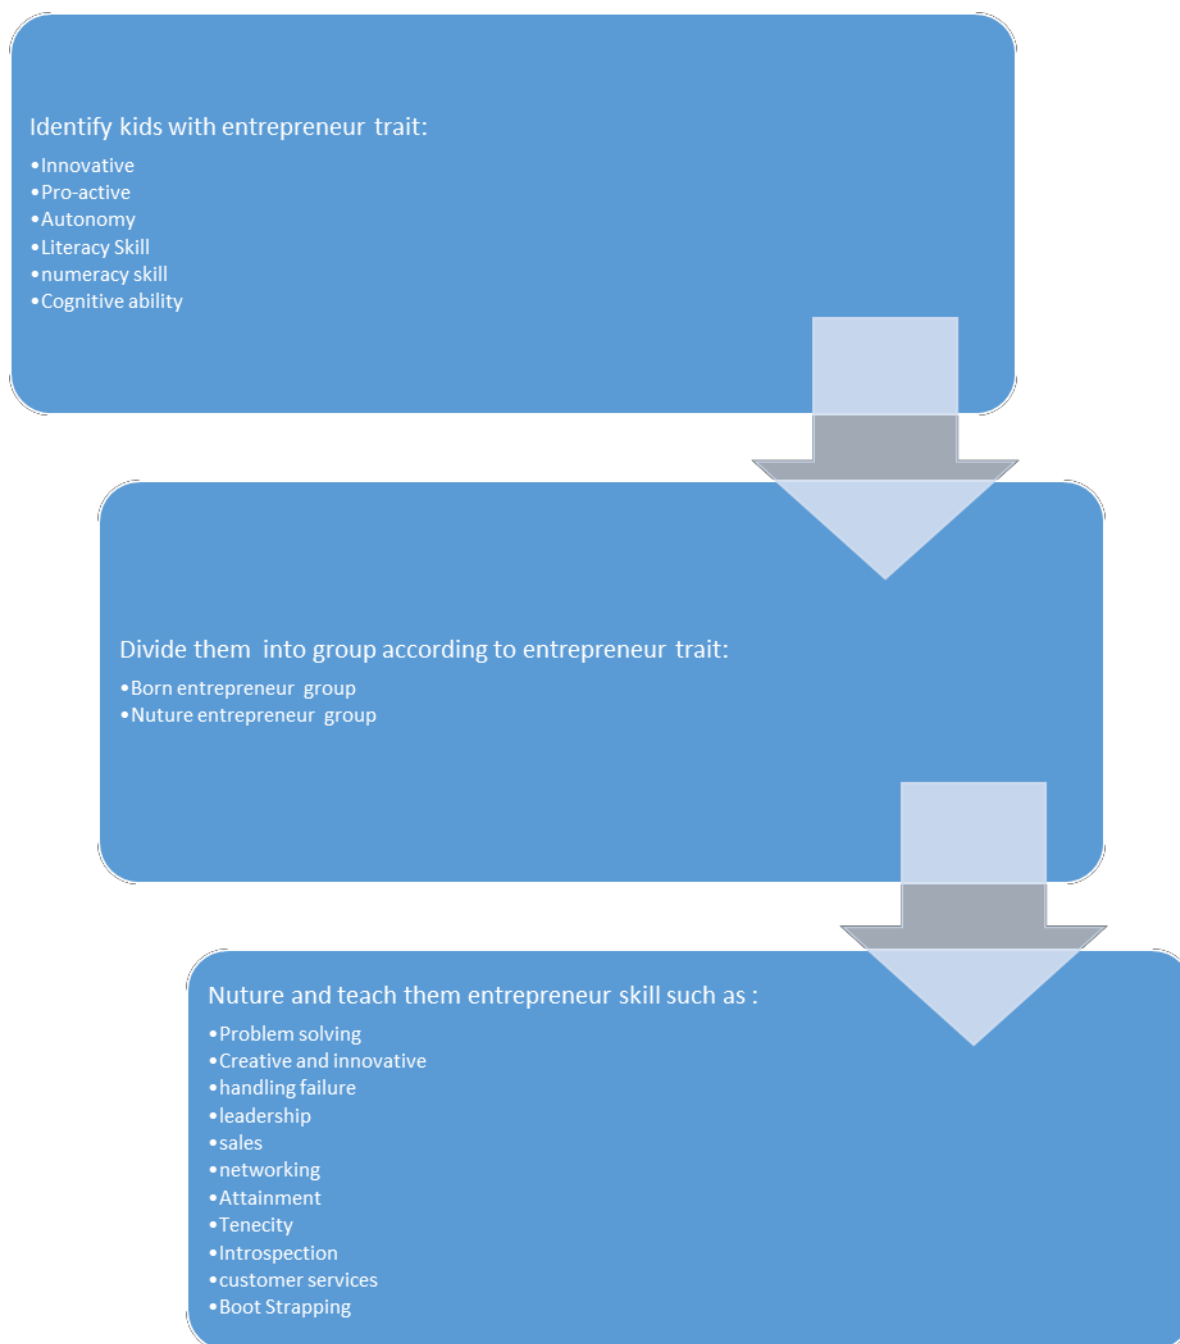 Identify kids with entrepreneur trait:
•Innovative
•Pro-active
•Autonomy
•Literacy Skill
•numeracy skill
•Cognitive ability
Divide them into group according to entrepreneur trait:
•Born entrepreneur group
•Nuture entrepreneur group
Nuture and teach them entrepreneur skill such as :
•Problem solving
•Creative and innovative
•handling failure
•leadership
•sales
•networking
•Attainment
•Tenecity
•Introspection
•customer services
•Boot Strapping